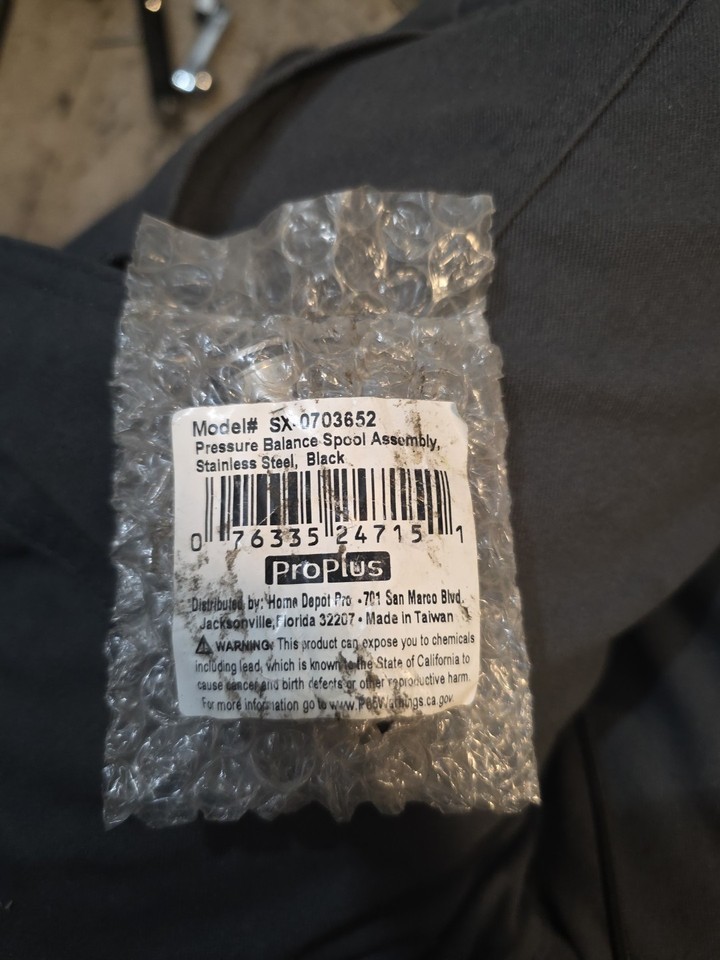 Model# SX-0703652
Pressure Balance Spool Assembly,
Stainless Steel, Black
0 76335 24715 1
ProPlus
Distributed by: Home Depot Pro • 701 San Marco Blvd.
Jacksonville, Florida 32207 • Made in Taiwan
WARNING: This product can expose you to chemicals
including lead, which is known to the State of California to
cause cancer and birth defects or other reproductive harm.
For more information go to www.P65Warnings.ca.gov